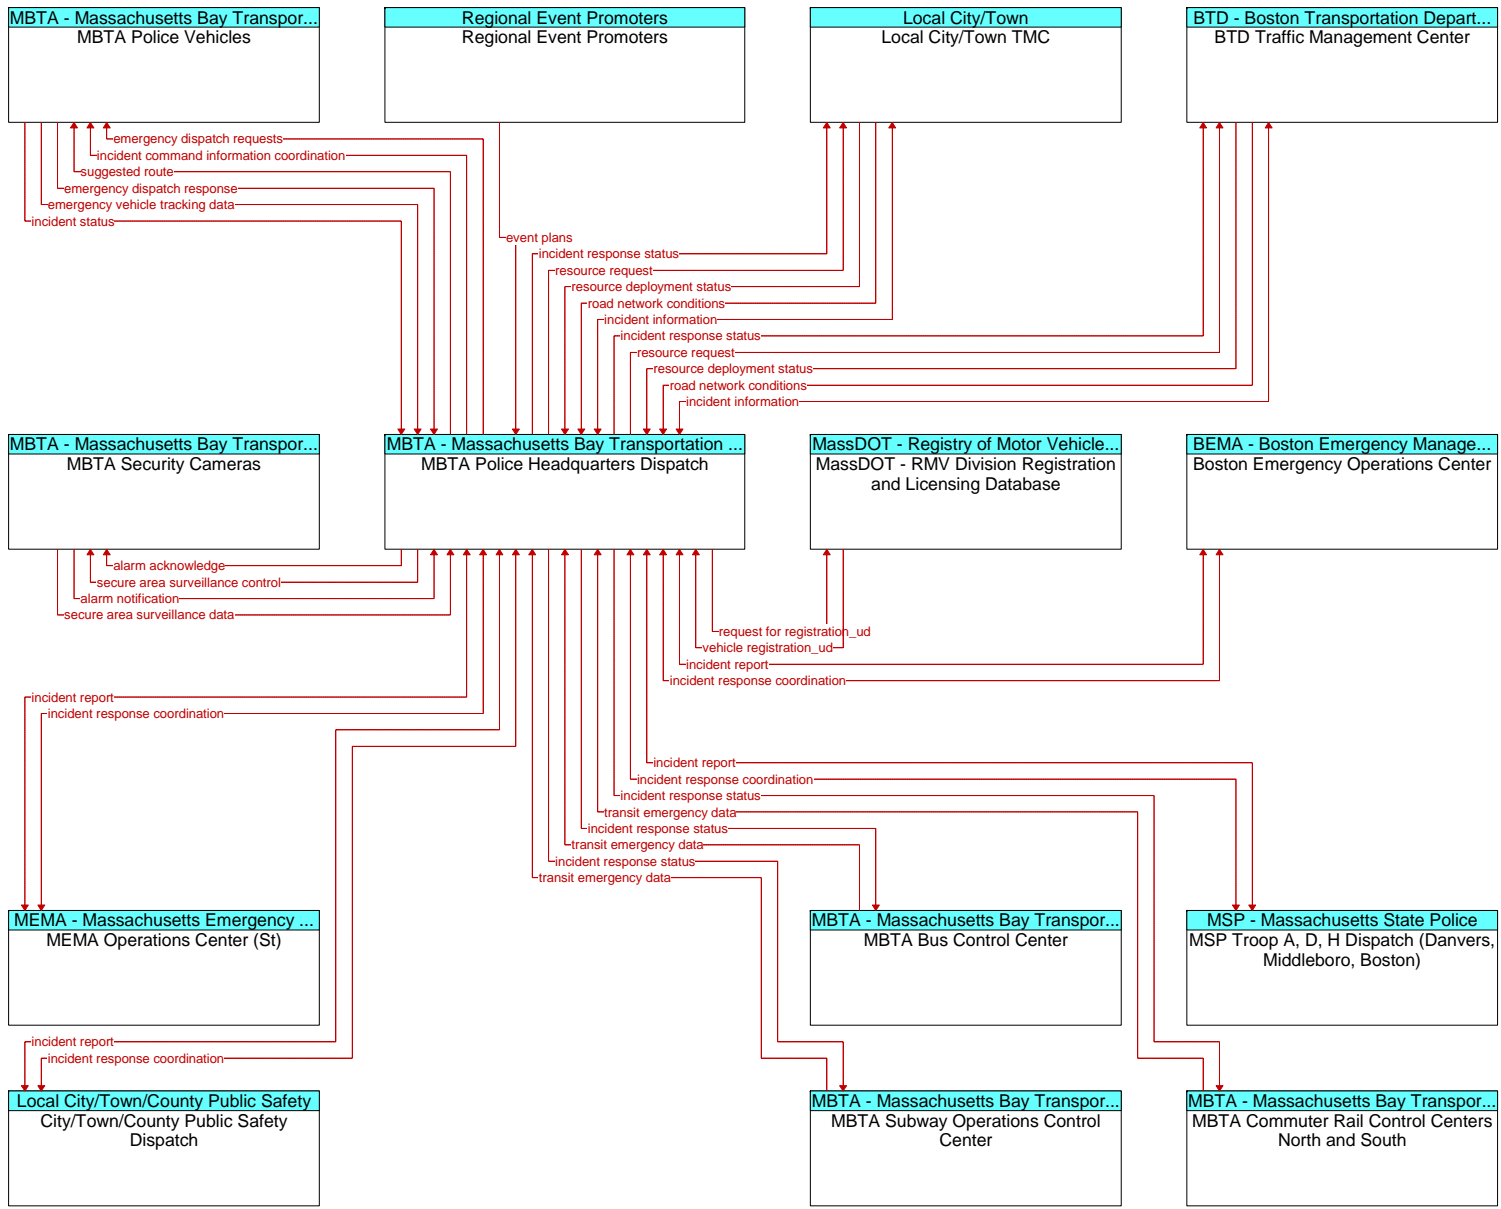 MBTA - Massachusetts Bay Transpor...
MBTA Police Vehicles
Regional Event Promoters
Regional Event Promoters
Local City/Town
Local City/Town TMC
BTD - Boston Transportation Depart...
BTD Traffic Management Center
emergency dispatch requests
incident command information coordination
suggested route
emergency dispatch response
emergency vehicle tracking data
incident status
event plans
incident response status
resource request
resource deployment status
road network conditions
incident information
incident response status
resource request
resource deployment status
road network conditions
incident information
MBTA - Massachusetts Bay Transpor...
MBTA Security Cameras
MBTA - Massachusetts Bay Transportation ...
MBTA Police Headquarters Dispatch
MassDOT - Registry of Motor Vehicle...
MassDOT - RMV Division Registration
and Licensing Database
BEMA - Boston Emergency Manage...
Boston Emergency Operations Center
alarm acknowledge
secure area surveillance control
alarm notification
secure area surveillance data
request for registration_ud
vehicle registration_ud
incident report
incident response coordination
incident report
incident response coordination
incident report
incident response coordination
incident response status
transit emergency data
incident response status
transit emergency data
incident response status
transit emergency data
MEMA - Massachusetts Emergency ...
MEMA Operations Center (St)
MBTA - Massachusetts Bay Transpor...
MBTA Bus Control Center
MSP - Massachusetts State Police
MSP Troop A, D, H Dispatch (Danvers,
Middleboro, Boston)
incident report
incident response coordination
Local City/Town/County Public Safety
City/Town/County Public Safety
Dispatch
MBTA - Massachusetts Bay Transpor...
MBTA Subway Operations Control
Center
MBTA - Massachusetts Bay Transpor...
MBTA Commuter Rail Control Centers
North and South